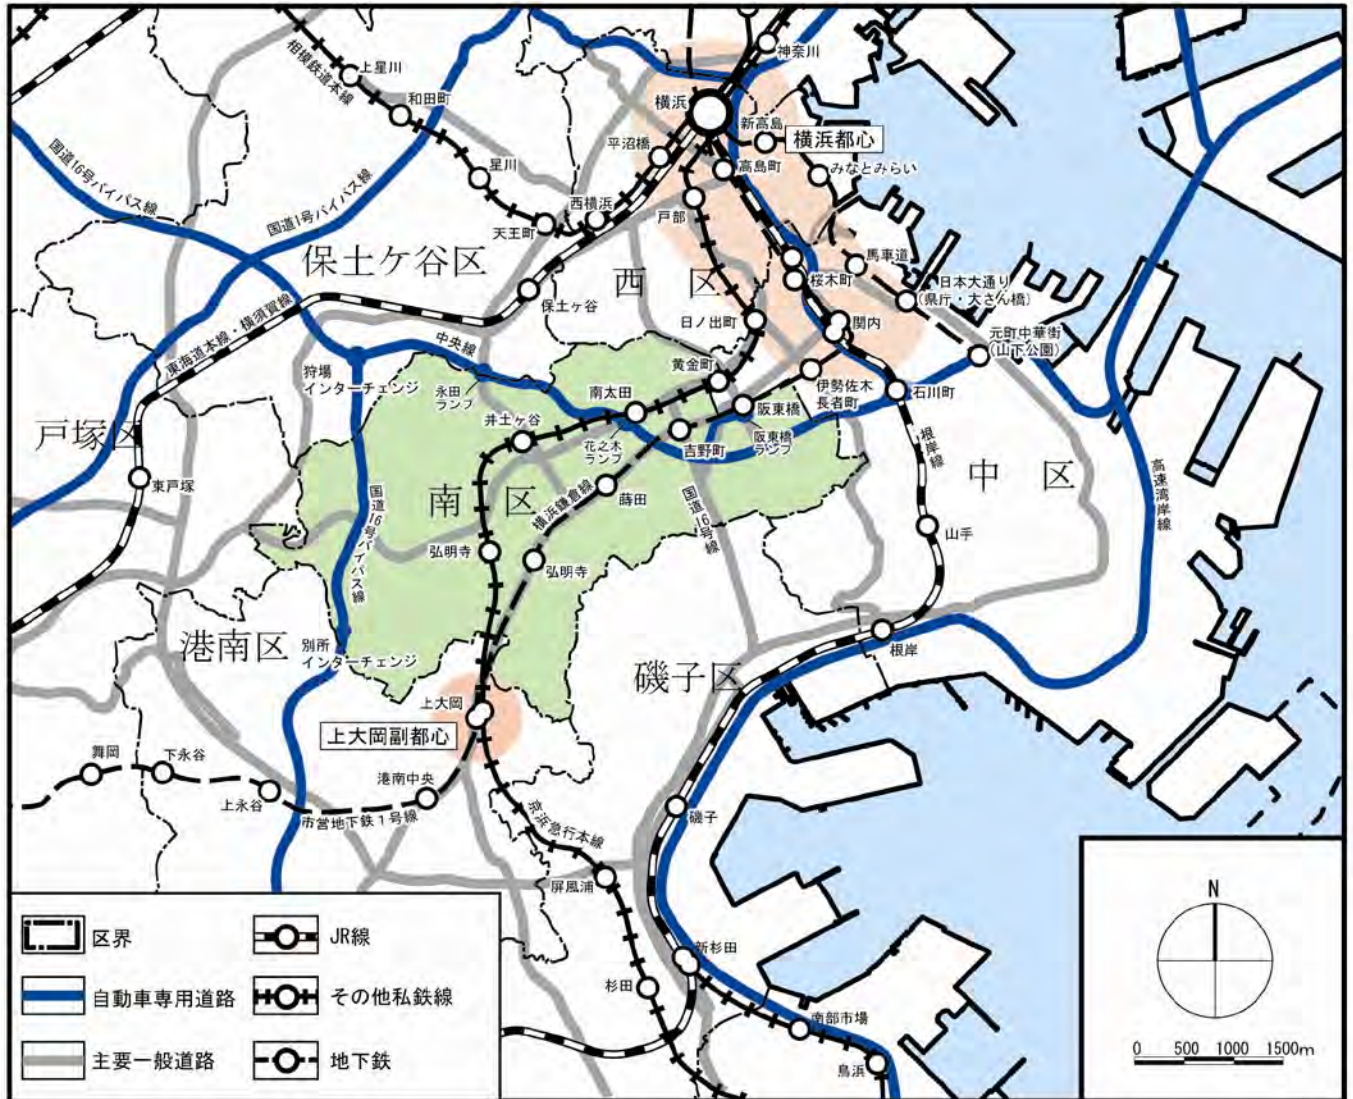 神奈川
相模鉄道本線
上星川
和田町
横浜
新高島
横浜都心
平沼橋
高島町
みなとみらい
国道16号バイパス線
国道1号バイパス線
星川
西横浜
戸部
天王町
保土ケ谷区
西区
馬車道
桜木町
日本大通り
(県庁・大さん橋)
保土ヶ谷
日ノ出町
関内
元町中華街
(山下公園)
東海道本線・横須賀線
中央線
狩場
インターチェンジ
永田
ランプ
黄金町
南太田
伊勢佐木
長者町
石川町
戸塚区
井土ヶ谷
花之木
ランプ
阪東橋
阪東橋
ランプ
吉野町
根岸線
中区
高速湾岸線
東戸塚
国道16号バイパス線
南区
横浜鎌倉線
蒔田
国道16号線
山手
弘明寺
弘明寺
港南区
別所
インターチェンジ
磯子区
根岸
上大岡
上大岡副都心
舞岡
下永谷
上永谷
港南中央
市営地下鉄1号線
京浜急行本線
磯子
屏風浦
新杉田
杉田
南部市場
鳥浜
区界
JR線
自動車専用道路
その他私鉄線
主要一般道路
地下鉄
N
0 500 1000 1500m